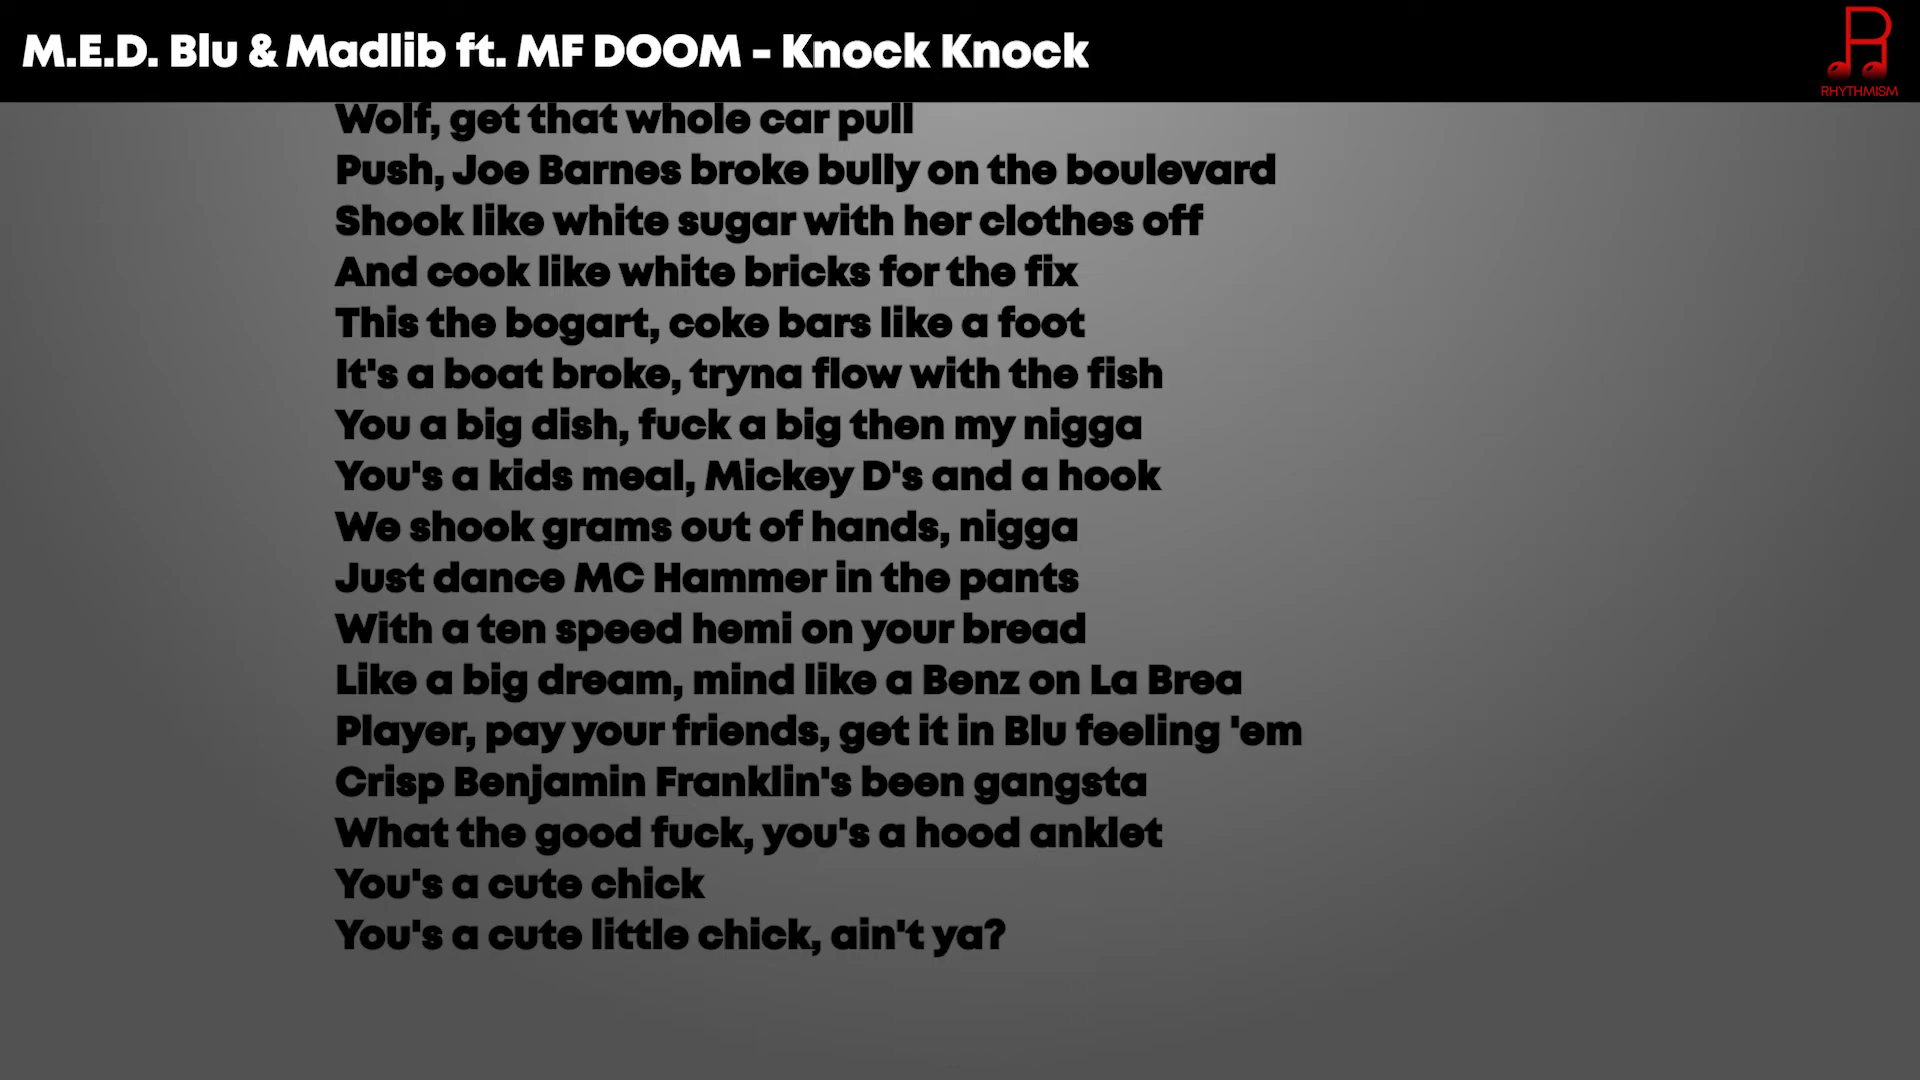 M.E.D. Blu & Madlib ft. MF DOOM - Knock Knock
RHYTHMISM
Wolf, get that whole car pull
Push, Joe Barnes broke bully on the boulevard
Shook like white sugar with her clothes off
And cook like white bricks for the fix
This the bogart, coke bars like a foot
It's a boat broke, tryna flow with the fish
You a big dish, fuck a big then my nigga
You's a kids meal, Mickey D's and a hook
We shook grams out of hands, nigga
Just dance MC Hammer in the pants
With a ten speed hemi on your bread
Like a big dream, mind like a Benz on La Brea
Player, pay your friends, get it in Blu feeling 'em
Crisp Benjamin Franklin's been gangsta
What the good fuck, you's a hood anklet
You's a cute chick
You's a cute little chick, ain't ya?